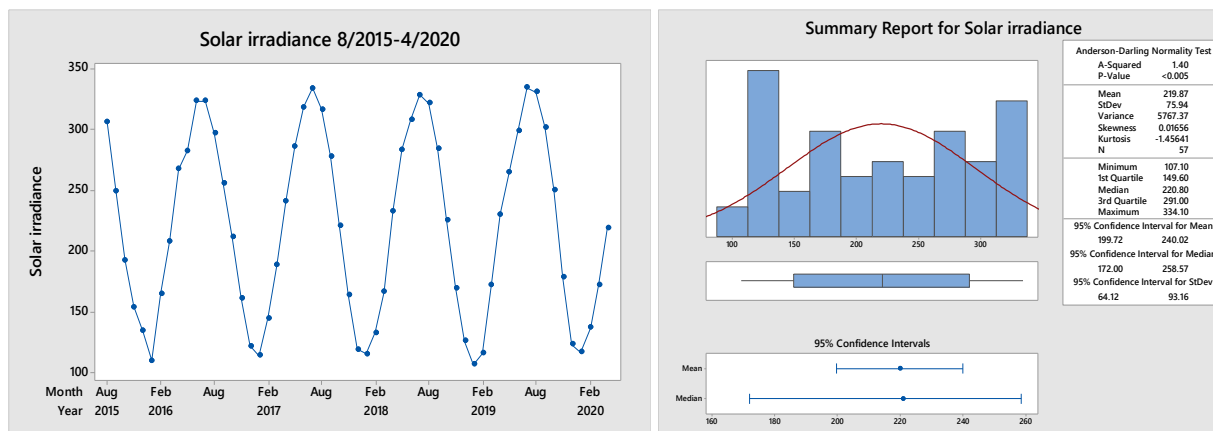 Solar irradiance 8/2015-4/2020
350
300
250
200
150
100
Solar irradiance
Month Aug Feb Aug Feb Aug Feb Aug Feb Aug Feb
Year 2015 2016 2017 2018 2019 2020
Summary Report for Solar irradiance
100 150 200 250 300
95% Confidence Intervals
Mean
Median
160 180 200 220 240 260
Anderson-Darling Normality Test
A-Squared 1.40
P-Value <0.005
Mean 219.87
StDev 75.94
Variance 5767.37
Skewness 0.01656
Kurtosis -1.45641
N 57
Minimum 107.10
1st Quartile 149.60
Median 220.80
3rd Quartile 291.00
Maximum 334.10
95% Confidence Interval for Mean
199.72 240.02
95% Confidence Interval for Median
172.00 258.57
95% Confidence Interval for StDev
64.12 93.16